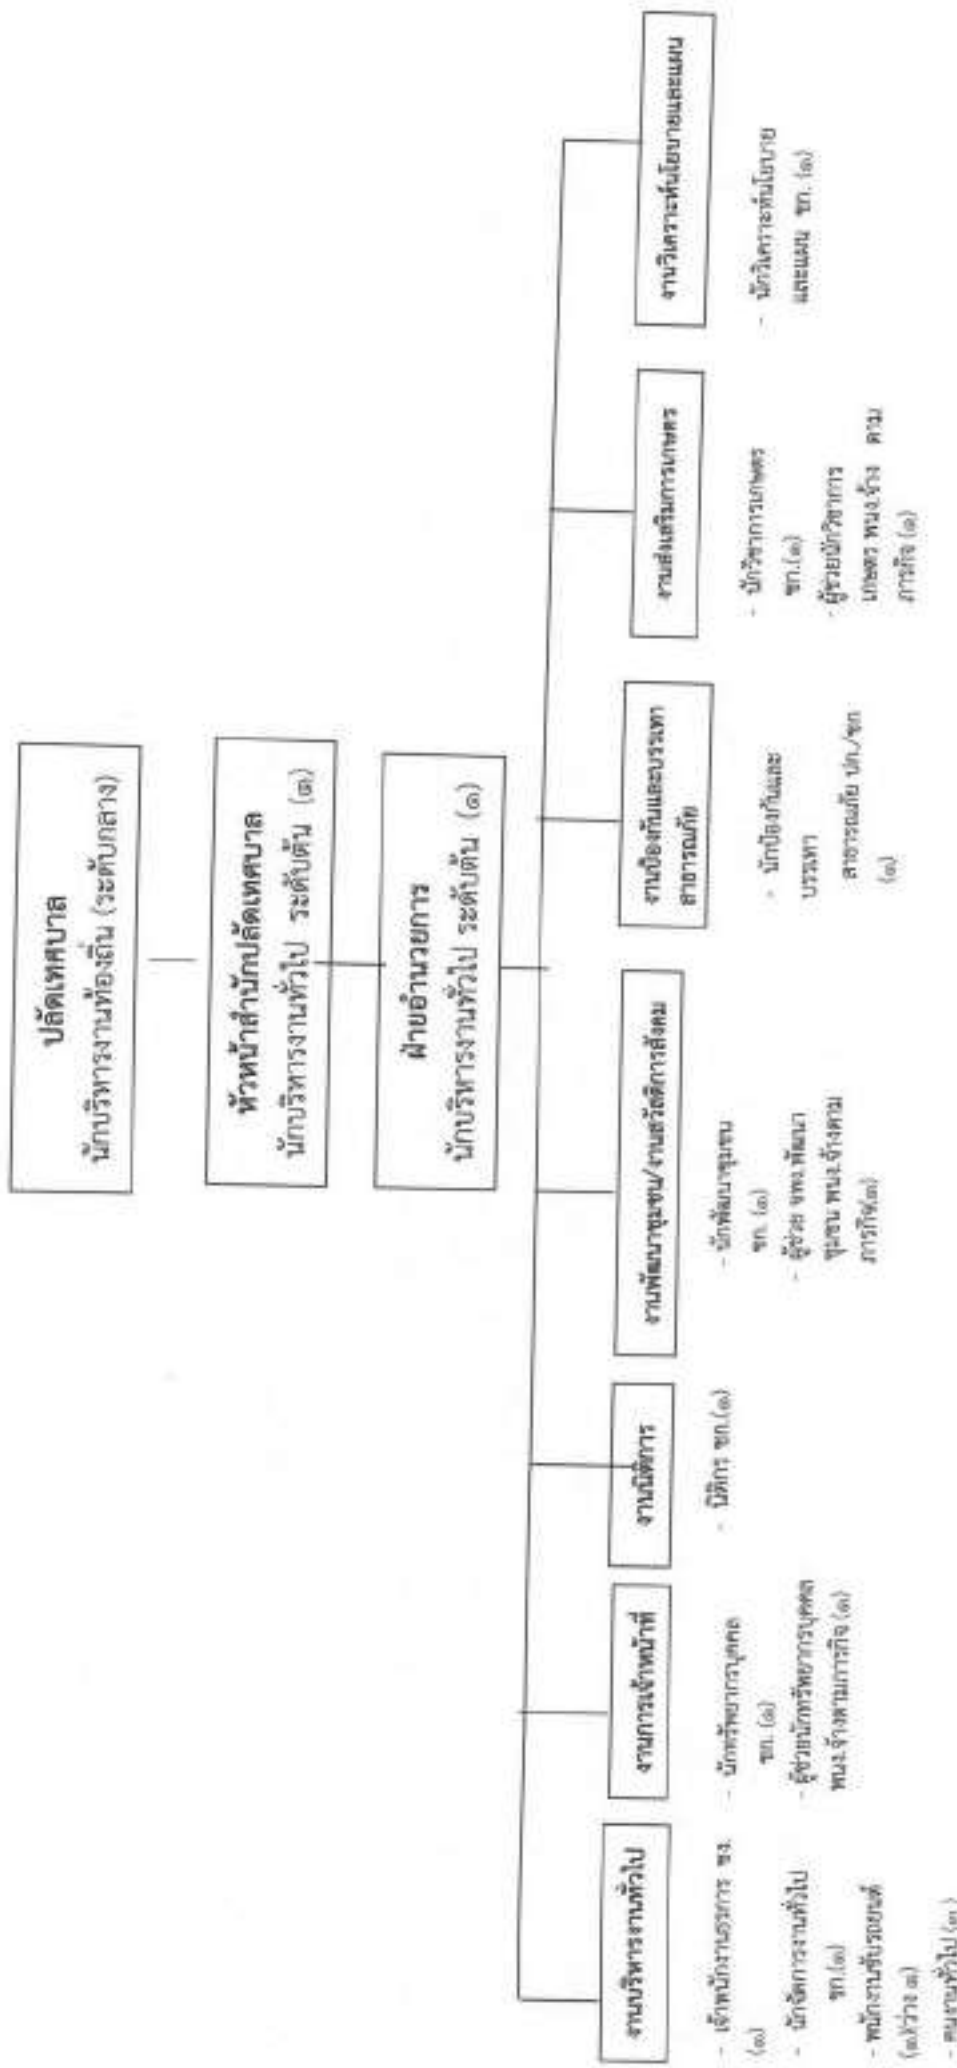 ปลัดเทศบาล
นักบริหารงานท้องถิ่น (ระดับกลาง)
หัวหน้าสำนักปลัดเทศบาล
นักบริหารงานทั่วไป ระดับต้น (๑)
ฝ่ายอำนวยการ
นักบริหารงานทั่วไป ระดับต้น (๑)
งานบริหารงานทั่วไป
- เจ้าพนักงานธุรการ ชง.
(๑)
- นักจัดการงานทั่วไป
ชก.(๑)
- พนักงานขับรถยนต์
(๑)(ว่าง ๑)
- คนงานทั่วไป (๓)
งานการเจ้าหน้าที่
- นักทรัพยากรบุคคล
ชก. (๑)
- ผู้ช่วยนักทรัพยากรบุคคล
พนง.จ้างตามภารกิจ (๑)
งานนิติการ
- นิติกร ชก.(๑)
งานพัฒนาชุมชน/งานสวัสดิการสังคม
- นักพัฒนาชุมชน
ชก. (๑)
- ผู้ช่วย จพง.พัฒนา
ชุมชน พนง.จ้างตาม
ภารกิจ(๑)
งานป้องกันและบรรเทา
สาธารณภัย
- นักป้องกันและ
บรรเทา
สาธารณภัย ปก./ชก
(๑)
งานส่งเสริมการเกษตร
- นักวิชาการเกษตร
ชก.(๑)
- ผู้ช่วยนักวิชาการ
เกษตร พนง.จ้าง ตาม
ภารกิจ (๑)
งานวิเคราะห์นโยบายและแผน
- นักวิเคราะห์นโยบาย
และแผน ชก. (๑)